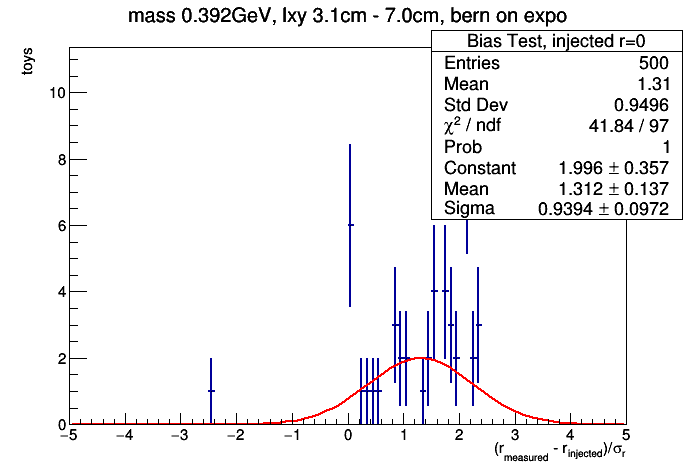 mass 0.392GeV, lxy 3.1cm - 7.0cm, bern on expo
Bias Test, injected r=0
Entries 500
Mean 1.31
Std Dev 0.9496
χ² / ndf 41.84 / 97
Prob 1
Constant 1.996 ± 0.357
Mean 1.312 ± 0.137
Sigma 0.9394 ± 0.0972
toys
10
8
6
4
2
0
−5 −4 −3 −2 −1 0 1 2 3 4 5
(r_measured - r_injected)/σ_r